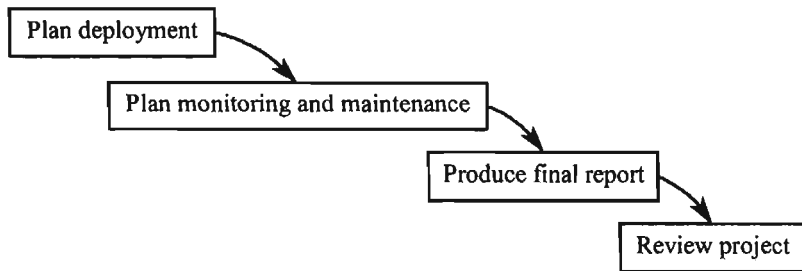 Plan deployment
Plan monitoring and maintenance
Produce final report
Review project